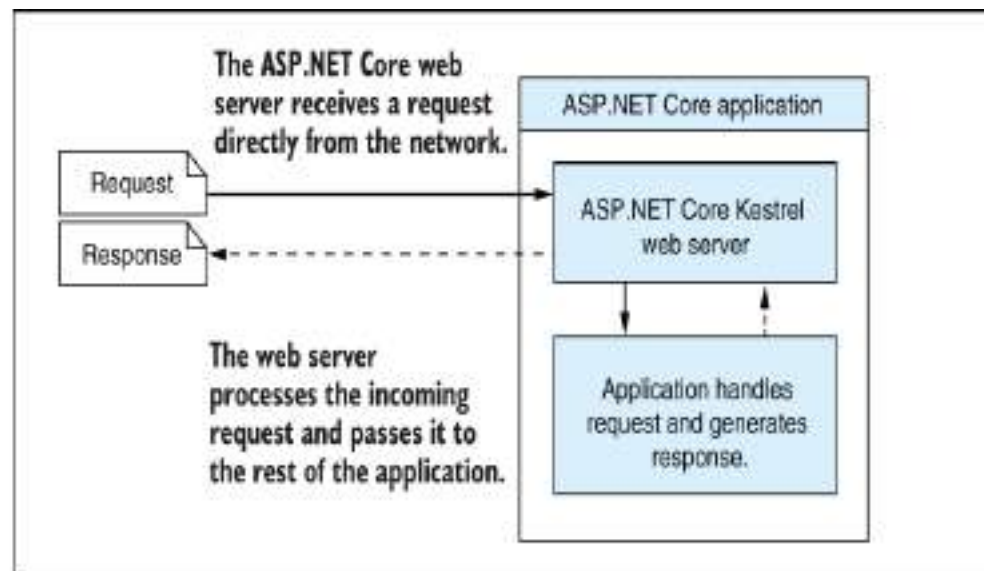 The ASP.NET Core web
server receives a request
directly from the network.
ASP.NET Core application
Request
Response
ASP.NET Core Kestrel
web server
The web server
processes the incoming
request and passes it to
the rest of the application.
Application handles
request and generates
response.